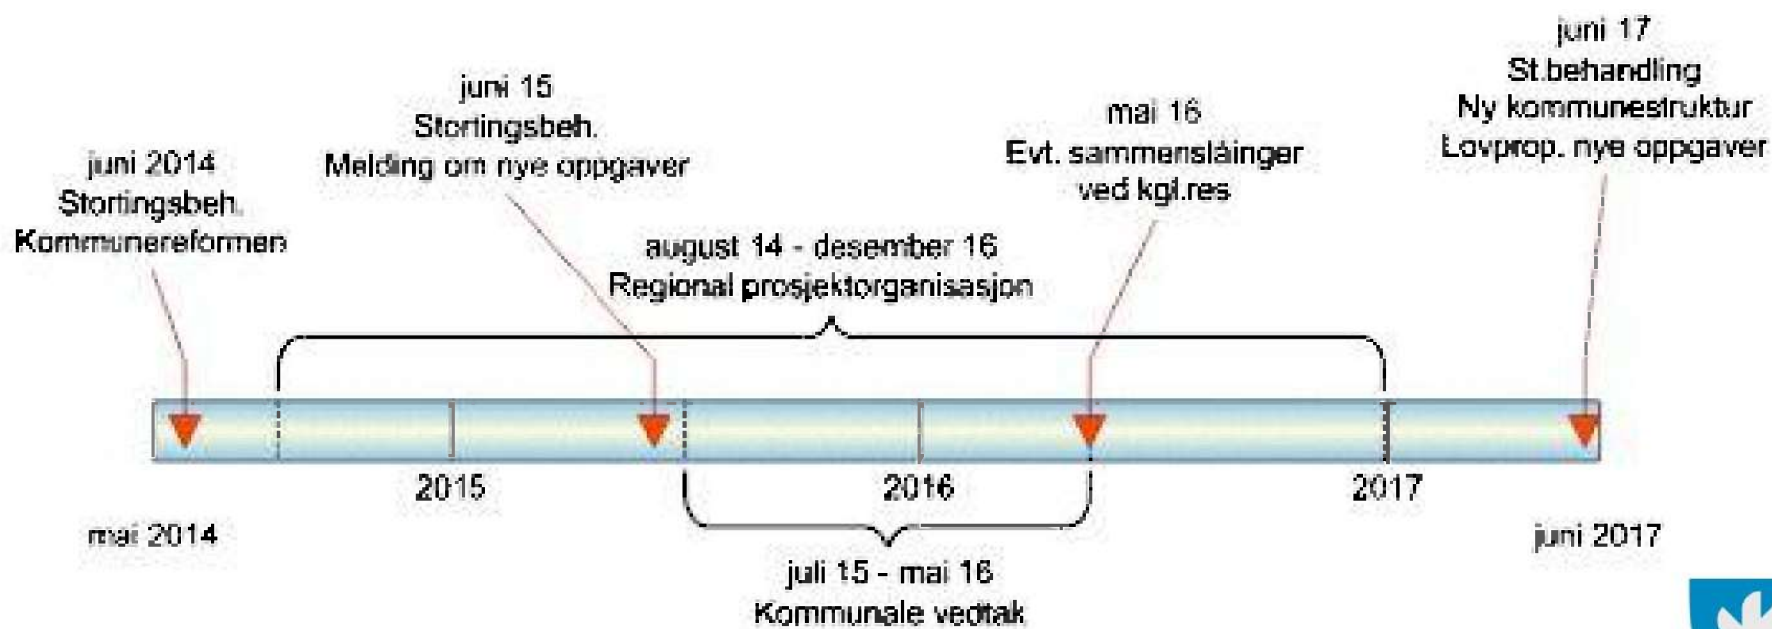 juni 2014
Stortingsbeh.
Kommunereformen
juni 15
Stortingsbeh.
Melding om nye oppgaver
august 14 - desember 16
Regional prosjektorganisasjon
mai 16
Evt. sammenslåinger
ved kgl.res
juni 17
St.behandling
Ny kommunestruktur
Lovprop. nye oppgaver
2015
2016
2017
mai 2014
juni 2017
juli 15 - mai 16
Kommunale vedtak